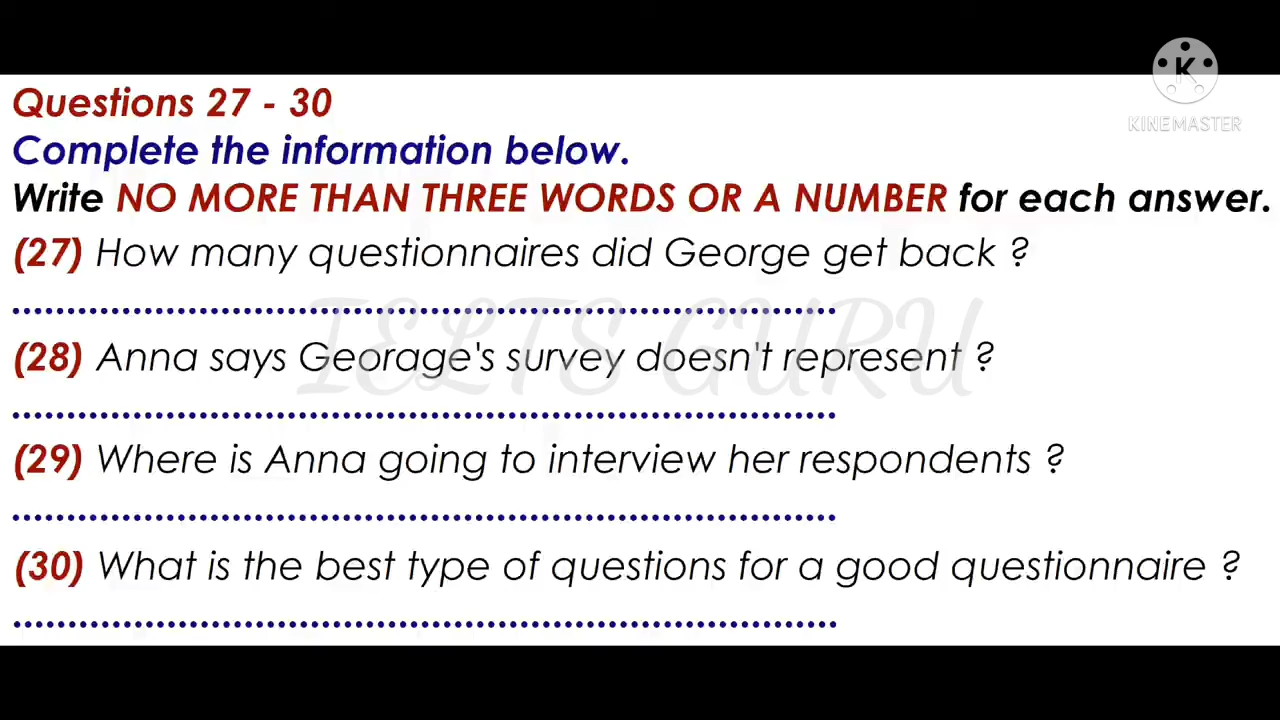 K
KINEMASTER
Questions 27 - 30
Complete the information below.
Write NO MORE THAN THREE WORDS OR A NUMBER for each answer.
(27) How many questionnaires did George get back ?
................................................................................
(28) Anna says Georage's survey doesn't represent ?
................................................................................
IELTS GURU
(29) Where is Anna going to interview her respondents ?
................................................................................
(30) What is the best type of questions for a good questionnaire ?
................................................................................